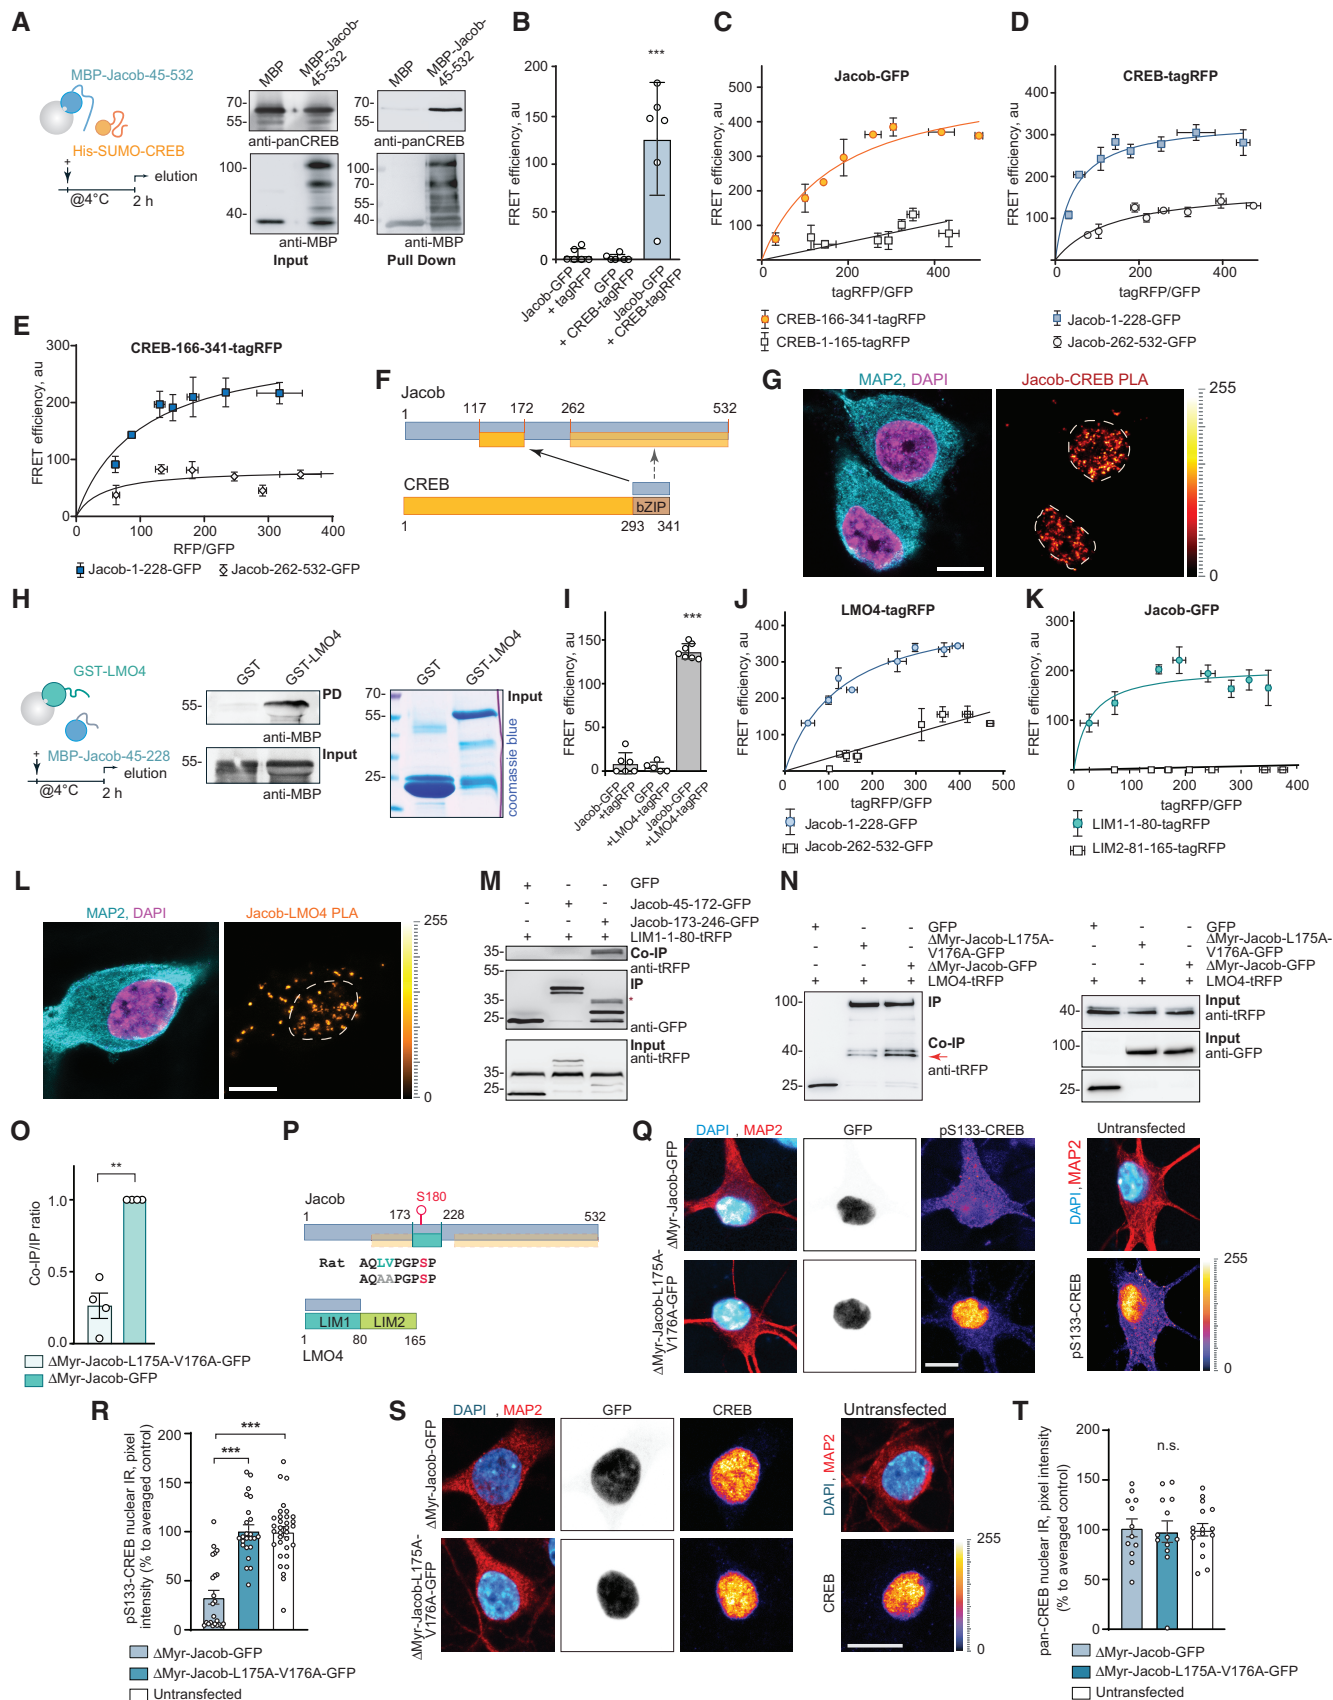 A
MBP-Jacob-45-532
His-SUMO-CREB
+
@4°C
2 h
elution
MBP
MBP-Jacob-
45-532
70-
55-
anti-panCREB
100-
70-
40-
anti-MBP
Input
MBP
MBP-Jacob-
45-532
70-
55-
anti-panCREB
100-
70-
55-
40-
anti-MBP
Pull Down
B
FRET efficiency, au
200
150
100
50
0
***
Jacob-GFP
+ tagRFP
GFP
+ CREB-tagRFP
Jacob-GFP
+ CREB-tagRFP
C
Jacob-GFP
FRET efficiency, au
400
300
200
100
0
0
200
400
tagRFP/GFP
CREB-166-341-tagRFP
CREB-1-165-tagRFP
D
CREB-tagRFP
FRET efficiency, au
400
300
200
100
0
200
400
tagRFP/GFP
Jacob-1-228-GFP
Jacob-262-532-GFP
E
CREB-166-341-tagRFP
FRET efficiency, au
300
200
100
0
0
100
200
300
400
RFP/GFP
Jacob-1-228-GFP
Jacob-262-532-GFP
F
Jacob
1
117
172
262
532
CREB
bZIP
1
293
341
G
MAP2, DAPI
Jacob-CREB PLA
255
0
H
GST-LMO4
MBP-Jacob-45-228
+
@4°C
2 h
elution
GST
GST-LMO4
55-
PD
anti-MBP
55-
Input
anti-MBP
GST
GST-LMO4
70-
55-
25-
Input
coomassie blue
I
FRET efficiency, au
150
100
50
0
***
Jacob-GFP
+tagRFP
GFP
+LMO4-tagRFP
Jacob-GFP
+LMO4-tagRFP
J
LMO4-tagRFP
FRET efficiency, au
400
300
200
100
0
0
100
200
300
400
500
tagRFP/GFP
Jacob-1-228-GFP
Jacob-262-532-GFP
K
Jacob-GFP
FRET efficiency, au
300
200
100
0
100
200
300
400
tagRFP/GFP
LIM1-1-80-tagRFP
LIM2-81-165-tagRFP
L
MAP2, DAPI
Jacob-LMO4 PLA
255
0
M
+ - - GFP
- + - Jacob-45-172-GFP
- - + Jacob-173-246-GFP
+ + + LIM1-1-80-tRFP
35-
Co-IP
anti-tRFP
55-
IP
35-
*
25-
anti-GFP
Input
anti-tRFP
35-
25-
N
+ - - GFP
- + - ΔMyr-Jacob-L175A-
V176A-GFP
- - + ΔMyr-Jacob-GFP
+ + + LMO4-tRFP
100-
IP
40-
Co-IP
anti-tRFP
25-
+ - - GFP
- + - ΔMyr-Jacob-L175A-
V176A-GFP
- - + ΔMyr-Jacob-GFP
+ + + LMO4-tRFP
40-
Input
anti-tRFP
100-
Input
anti-GFP
25-
O
Co-IP/IP ratio
1.0
0.5
0.0
**
ΔMyr-Jacob-L175A-V176A-GFP
ΔMyr-Jacob-GFP
P
Jacob
S180
1
173
228
532
Rat AQLVPGPSP
AQAAPGPSP
LIM1
LIM2
1
80
165
LMO4
Q
DAPI, MAP2
GFP
pS133-CREB
ΔMyr-Jacob-GFP
ΔMyr-Jacob-L175A-
V176A-GFP
Untransfected
DAPI, MAP2
pS133-CREB
255
0
R
pS133-CREB nuclear IR, pixel
intensity (% to averaged control)
200
150
100
50
0
***
***
ΔMyr-Jacob-GFP
ΔMyr-Jacob-L175A-V176A-GFP
Untransfected
S
DAPI, MAP2
GFP
CREB
ΔMyr-Jacob-GFP
ΔMyr-Jacob-L175A-
V176A-GFP
Untransfected
DAPI, MAP2
CREB
255
0
T
pan-CREB nuclear IR, pixel intensity
(% to averaged control)
200
150
100
50
0
n.s.
ΔMyr-Jacob-GFP
ΔMyr-Jacob-L175A-V176A-GFP
Untransfected